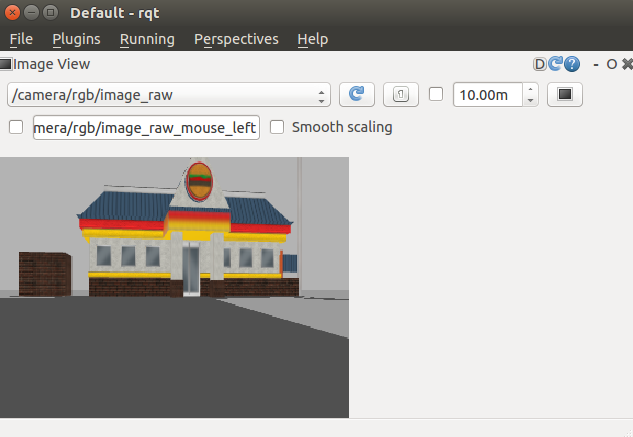 Default - rqt
File Plugins Running Perspectives Help
Image View D ? - O
/camera/rgb/image_raw 10.00m
mera/rgb/image_raw_mouse_left Smooth scaling